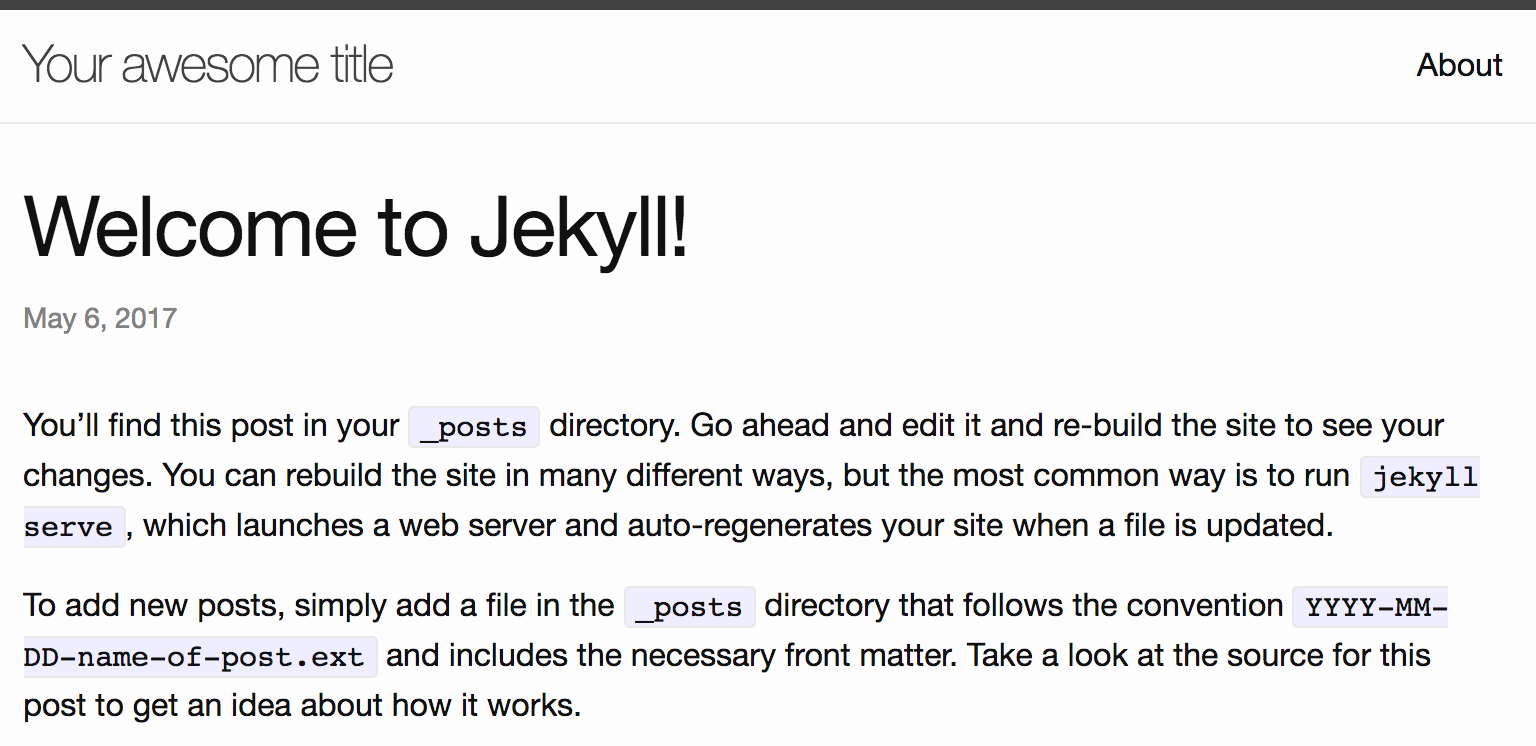 Your awesome title
About
Welcome to Jekyll!
May 6, 2017
You’ll find this post in your _posts directory. Go ahead and edit it and re-build the site to see your
changes. You can rebuild the site in many different ways, but the most common way is to run jekyll
serve, which launches a web server and auto-regenerates your site when a file is updated.
To add new posts, simply add a file in the _posts directory that follows the convention YYYY-MM-
DD-name-of-post.ext and includes the necessary front matter. Take a look at the source for this
post to get an idea about how it works.